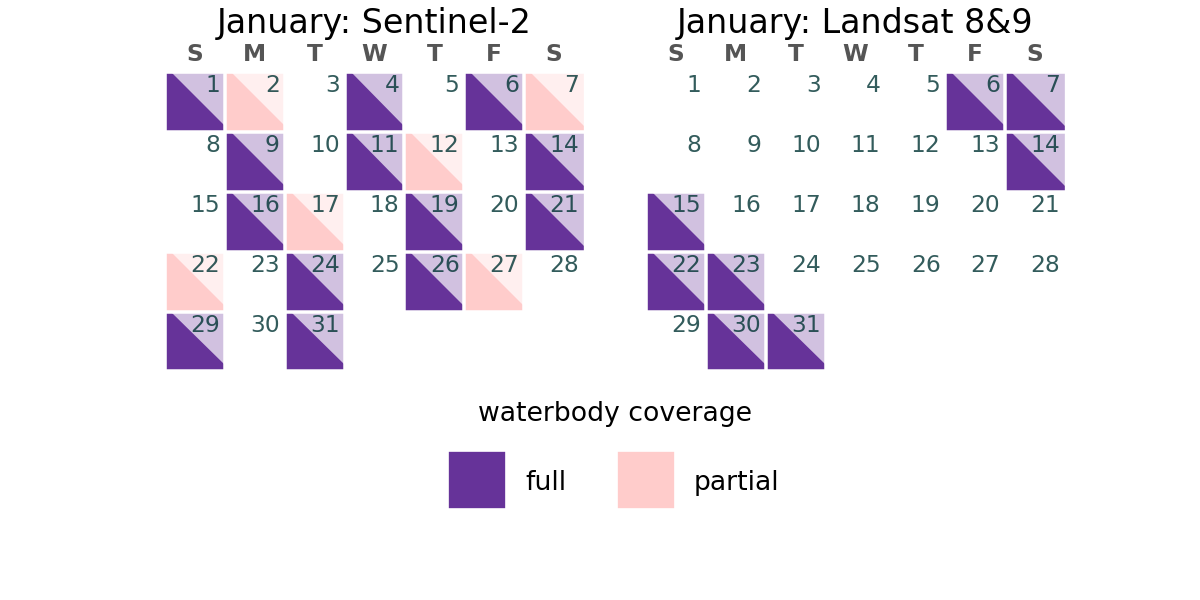 January: Sentinel-2
S M T W T F S
1 2 3 4 5 6 7
8 9 10 11 12 13 14
15 16 17 18 19 20 21
22 23 24 25 26 27 28
29 30 31
January: Landsat 8&9
S M T W T F S
1 2 3 4 5 6 7
8 9 10 11 12 13 14
15 16 17 18 19 20 21
22 23 24 25 26 27 28
29 30 31
waterbody coverage
full partial